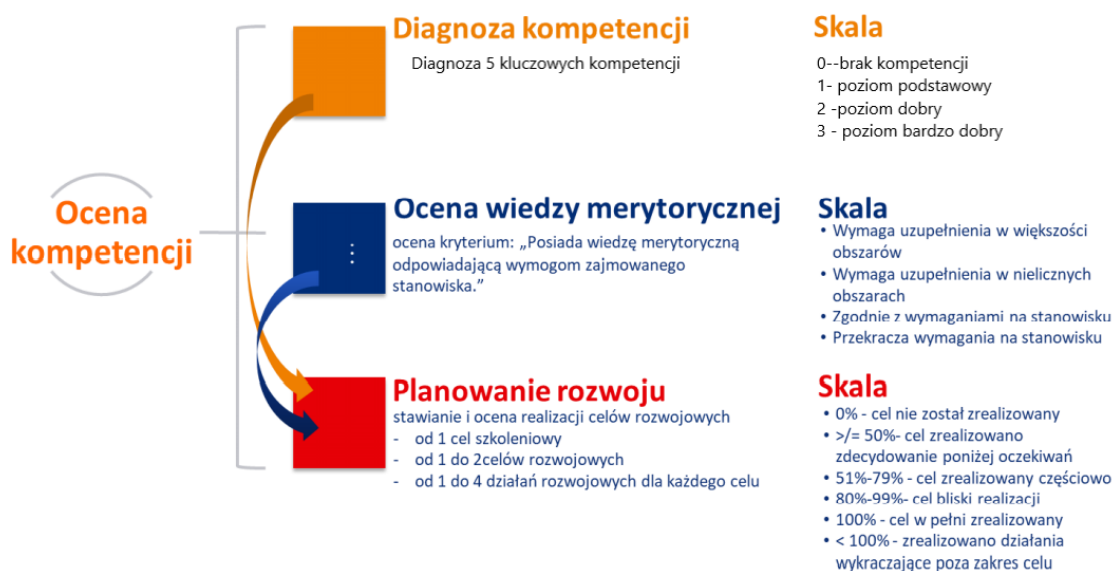 Ocena
kompetencji
Diagnoza kompetencji
Diagnoza 5 kluczowych kompetencji
Skala
0--brak kompetencji
1- poziom podstawowy
2 -poziom dobry
3 - poziom bardzo dobry
Ocena wiedzy merytorycznej
ocena kryterium: „Posiada wiedzę merytoryczną
odpowiadającą wymogom zajmowanego
stanowiska.”
Skala
• Wymaga uzupełnienia w większości
obszarów
• Wymaga uzupełnienia w nielicznych
obszarach
• Zgodnie z wymaganiami na stanowisku
• Przekracza wymagania na stanowisku
Planowanie rozwoju
stawianie i ocena realizacji celów rozwojowych
- od 1 cel szkoleniowy
- od 1 do 2celów rozwojowych
- od 1 do 4 działań rozwojowych dla każdego celu
Skala
• 0% - cel nie został zrealizowany
• >/= 50%- cel zrealizowano
zdecydowanie poniżej oczekiwań
• 51%-79% - cel zrealizowany częściowo
• 80%-99%- cel bliski realizacji
• 100% - cel w pełni zrealizowany
• < 100% - zrealizowano działania
wykraczające poza zakres celu